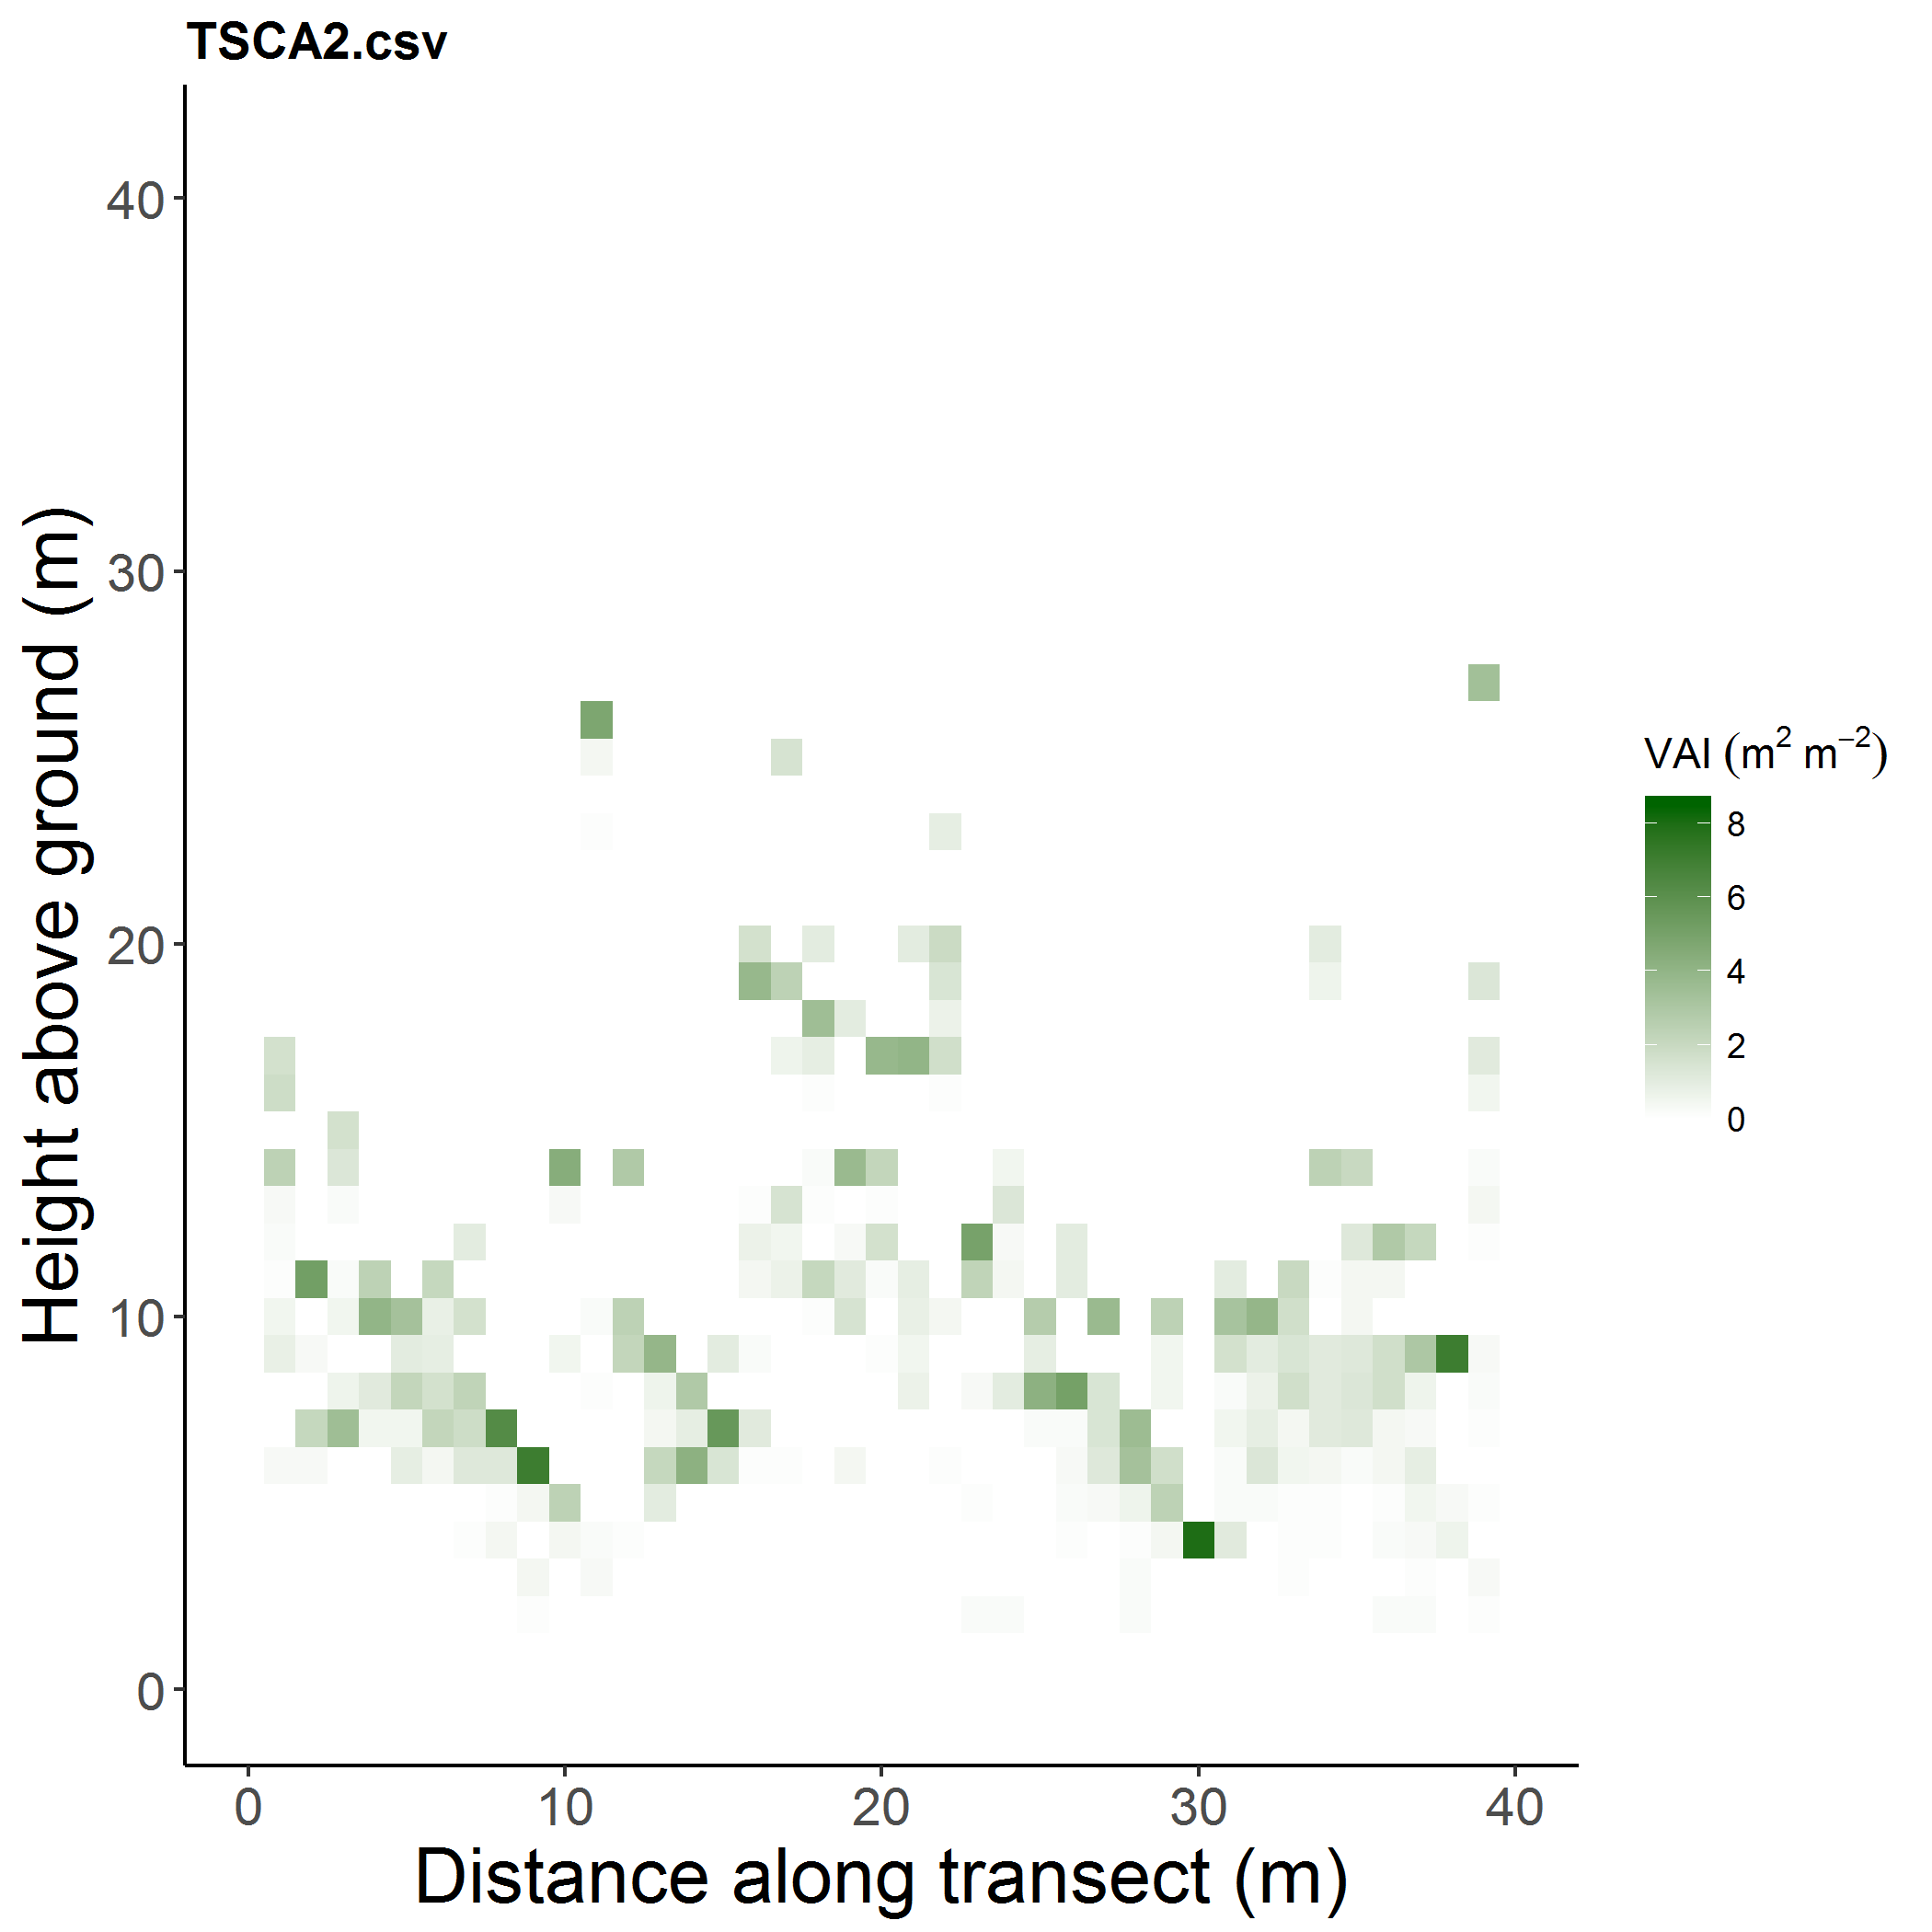 TSCA2.csv
40
30
20
10
0
Height above ground (m)
0 10 20 30 40
Distance along transect (m)
VAI (m² m⁻²)
8
6
4
2
0